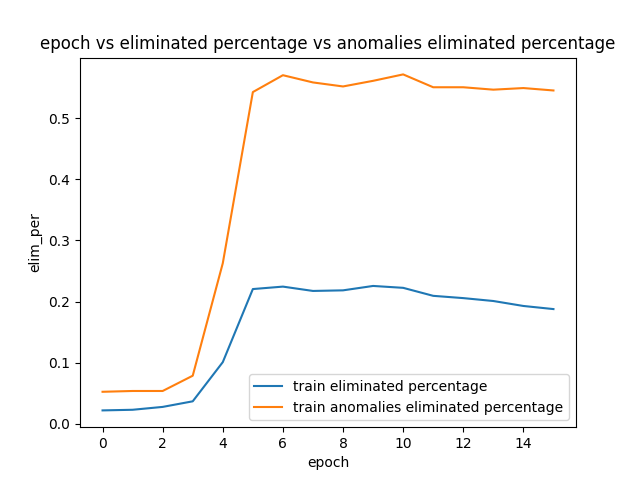 epoch vs eliminated percentage vs anomalies eliminated percentage
elim_per
0.5
0.4
0.3
0.2
0.1
0.0
train eliminated percentage
train anomalies eliminated percentage
0 2 4 6 8 10 12 14
epoch